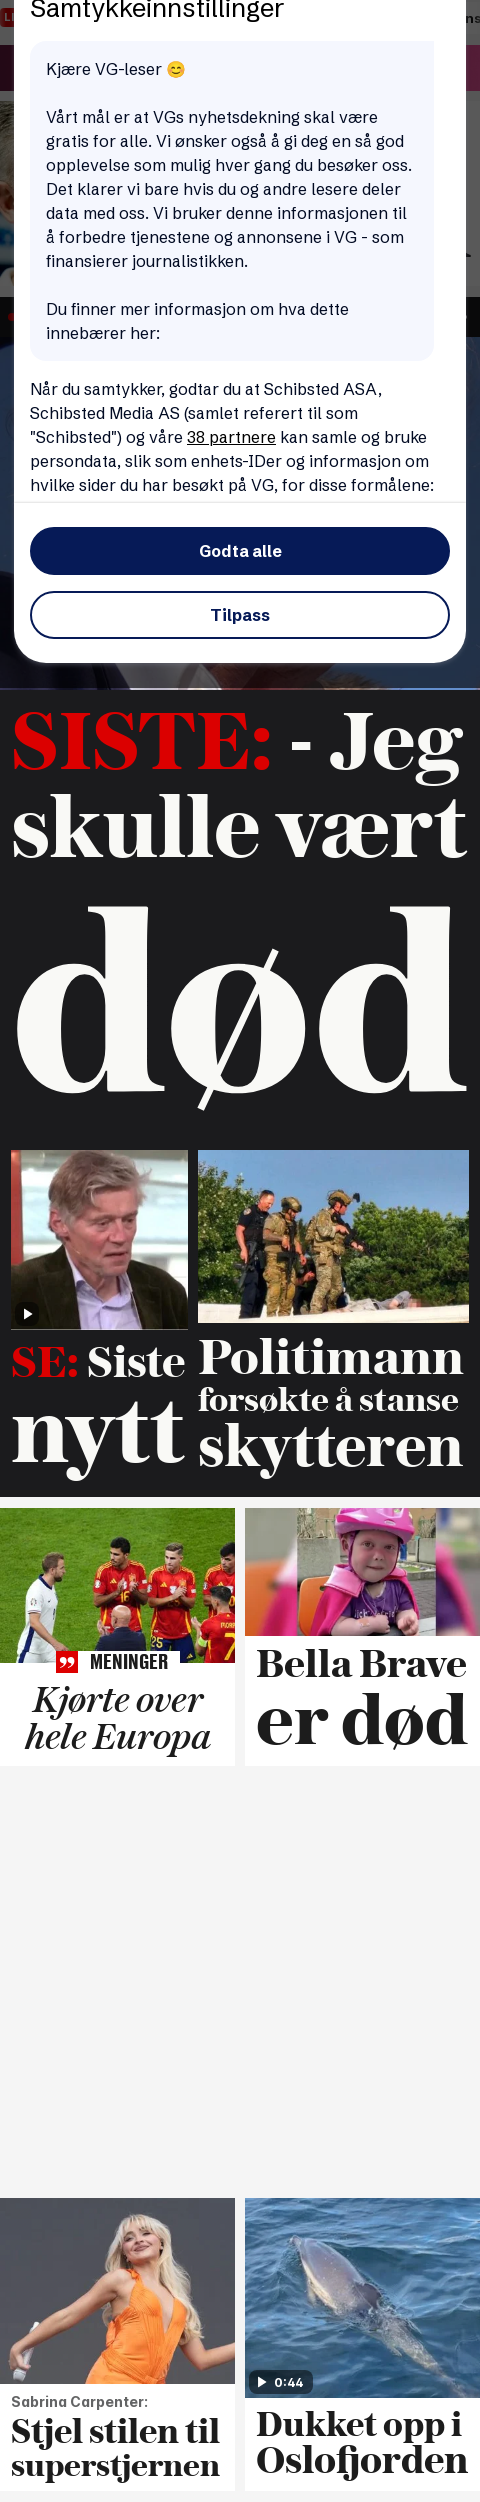 Samtykkeinnstillinger
Kjære VG-leser 😊
Vårt mål er at VGs nyhetsdekning skal være
gratis for alle. Vi ønsker også å gi deg en så god
opplevelse som mulig hver gang du besøker oss.
Det klarer vi bare hvis du og andre lesere deler
data med oss. Vi bruker denne informasjonen til
å forbedre tjenestene og annonsene i VG - som
finansierer journalistikken.
Du finner mer informasjon om hva dette
innebærer her:
Når du samtykker, godtar du at Schibsted ASA,
Schibsted Media AS (samlet referert til som
"Schibsted") og våre 38 partnere kan samle og bruke
persondata, slik som enhets-IDer og informasjon om
hvilke sider du har besøkt på VG, for disse formålene:
Godta alle
Tilpass
SISTE: - Jeg
skulle vært
død
SE: Siste
nytt
Politimann
forsøkte å stanse
skytteren
MENINGER
Kjørte over
hele Europa
Bella Brave
er død
Sabrina Carpenter:
Stjel stilen til
superstjernen
0:44
Dukket opp i
Oslofjorden